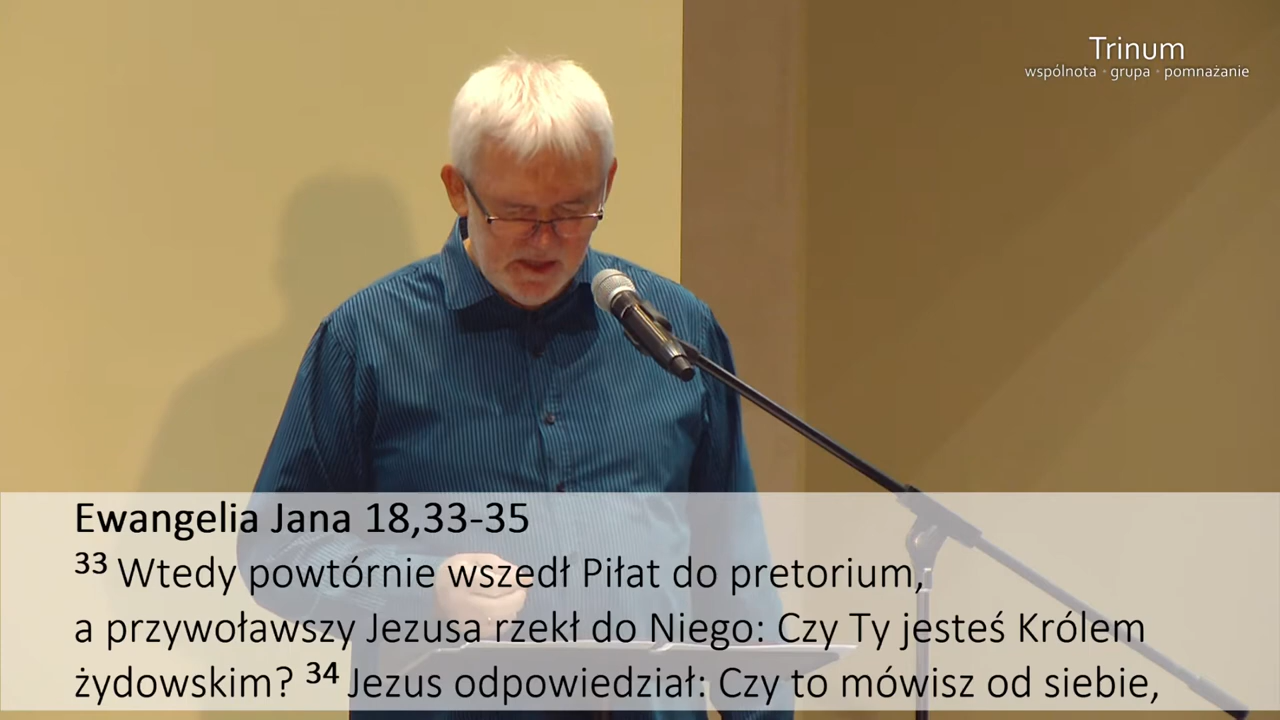 Trinum
wspólnota • grupa • pomnażanie
Ewangelia Jana 18,33-35
33 Wtedy powtórnie wszedł Piłat do pretorium,
a przywoławszy Jezusa rzekł do Niego: Czy Ty jesteś Królem
żydowskim? 34 Jezus odpowiedział: Czy to mówisz od siebie,